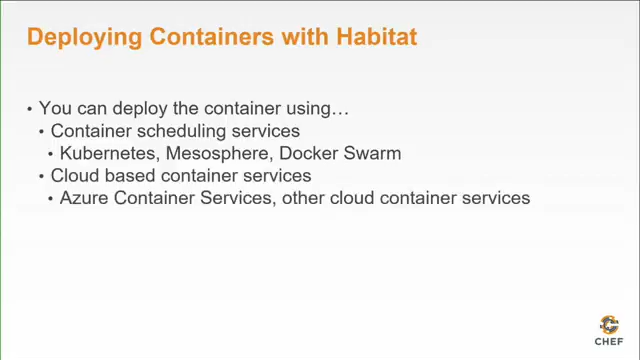 Deploying Containers with Habitat
• You can deploy the container using…
• Container scheduling services
• Kubernetes, Mesosphere, Docker Swarm
• Cloud based container services
• Azure Container Services, other cloud container services
CHEF